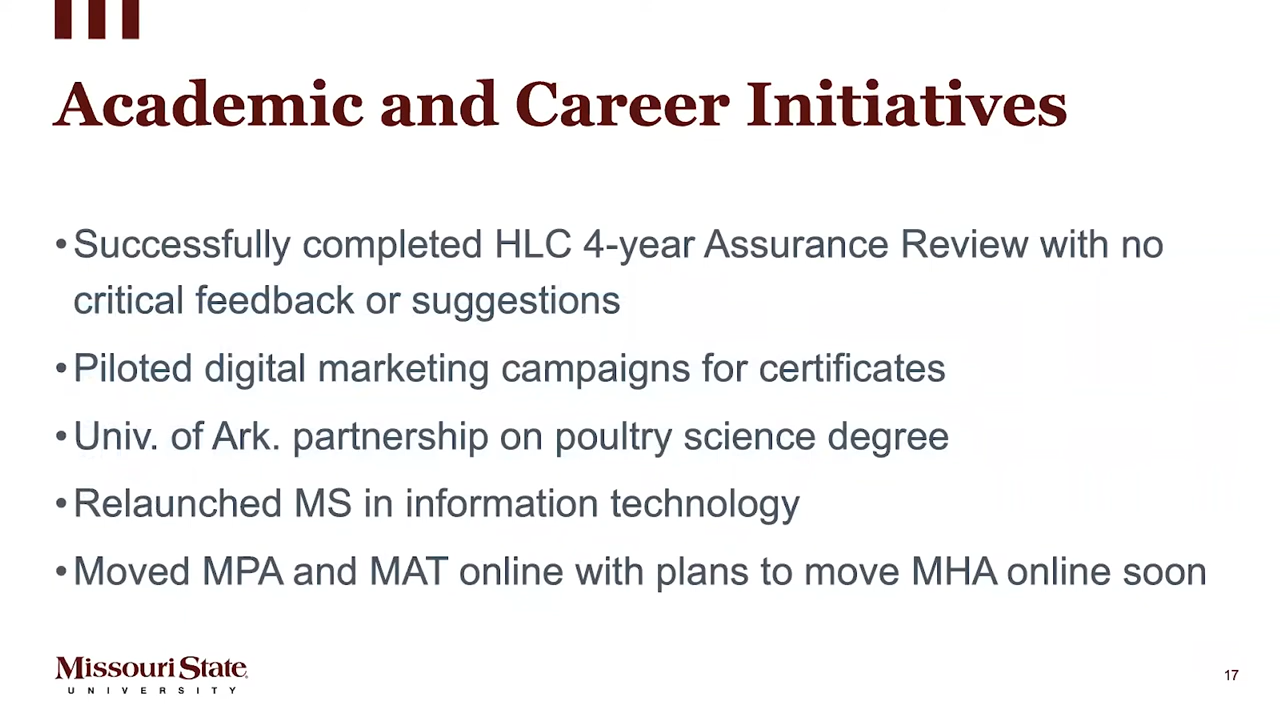 Academic and Career Initiatives
•Successfully completed HLC 4-year Assurance Review with no
critical feedback or suggestions
•Piloted digital marketing campaigns for certificates
•Univ. of Ark. partnership on poultry science degree
•Relaunched MS in information technology
•Moved MPA and MAT online with plans to move MHA online soon
Missouri State
UNIVERSITY
17